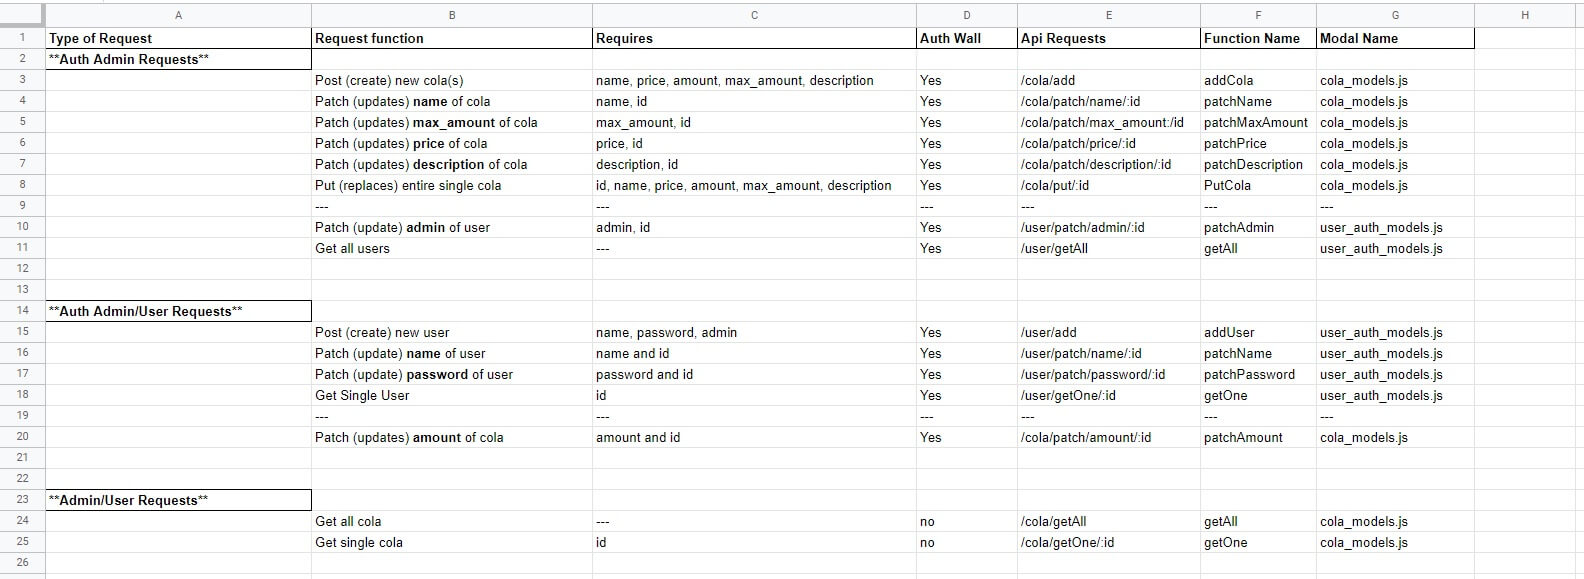 A B C D E F G H
1 Type of Request Request function Requires Auth Wall Api Requests Function Name Modal Name
2 **Auth Admin Requests**
3 Post (create) new cola(s) name, price, amount, max_amount, description Yes /cola/add addCola cola_models.js
4 Patch (updates) name of cola name, id Yes /cola/patch/name/:id patchName cola_models.js
5 Patch (updates) max_amount of cola max_amount, id Yes /cola/patch/max_amount:/id patchMaxAmount cola_models.js
6 Patch (updates) price of cola price, id Yes /cola/patch/price/:id patchPrice cola_models.js
7 Patch (updates) description of cola description, id Yes /cola/patch/description/:id patchDescription cola_models.js
8 Put (replaces) entire single cola id, name, price, amount, max_amount, description Yes /cola/put/:id PutCola cola_models.js
9 --- --- --- --- --- ---
10 Patch (update) admin of user admin, id Yes /user/patch/admin/:id patchAdmin user_auth_models.js
11 Get all users --- Yes /user/getAll getAll user_auth_models.js
12
13
14 **Auth Admin/User Requests**
15 Post (create) new user name, password, admin Yes /user/add addUser user_auth_models.js
16 Patch (update) name of user name and id Yes /user/patch/name/:id patchName user_auth_models.js
17 Patch (update) password of user password and id Yes /user/patch/password/:id patchPassword user_auth_models.js
18 Get Single User id Yes /user/getOne/:id getOne user_auth_models.js
19 --- --- --- --- --- ---
20 Patch (updates) amount of cola amount and id Yes /cola/patch/amount/:id patchAmount cola_models.js
21
22
23 **Admin/User Requests**
24 Get all cola --- no /cola/getAll getAll cola_models.js
25 Get single cola id no /cola/getOne/:id getOne cola_models.js
26